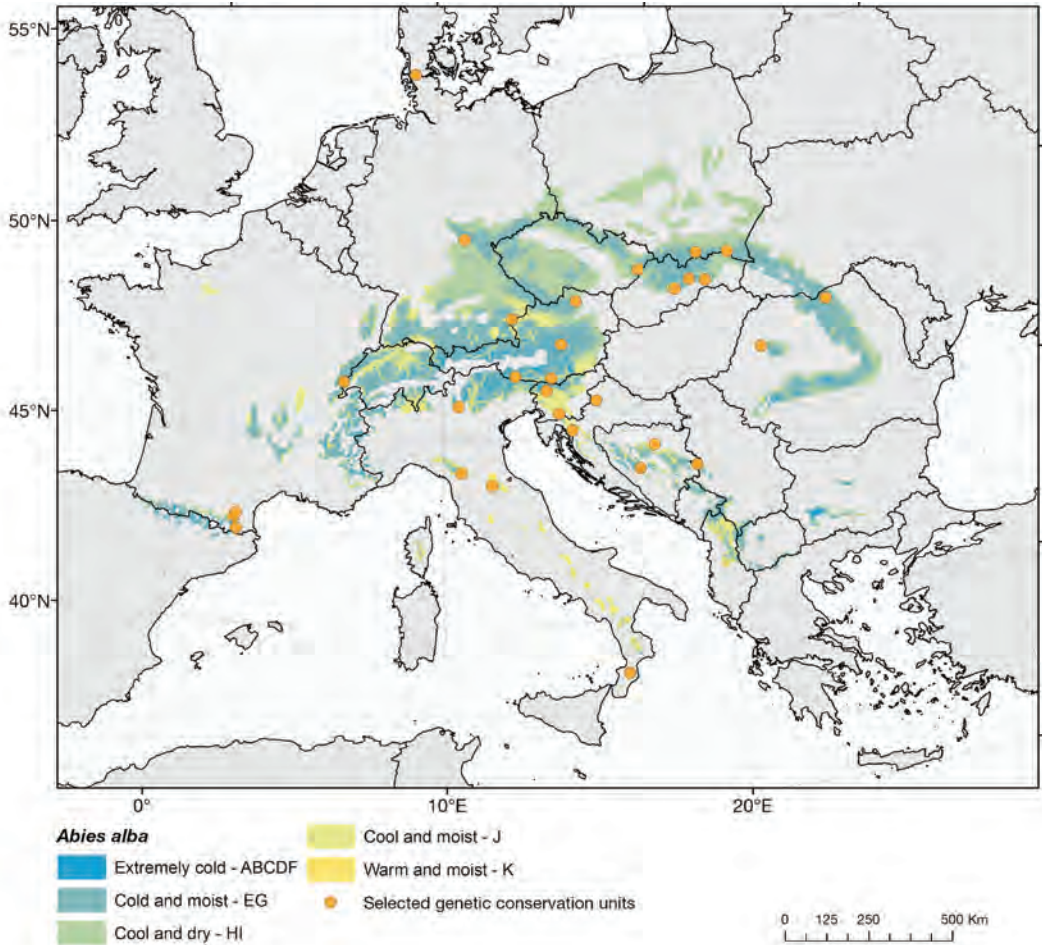 55°N
50°N
45°N
40°N
0°
10°E
20°E
Abies alba
Extremely cold - ABCDF
Cold and moist - EG
Cool and dry - HI
Cool and moist - J
Warm and moist - K
Selected genetic conservation units
0 125 250 500 Km